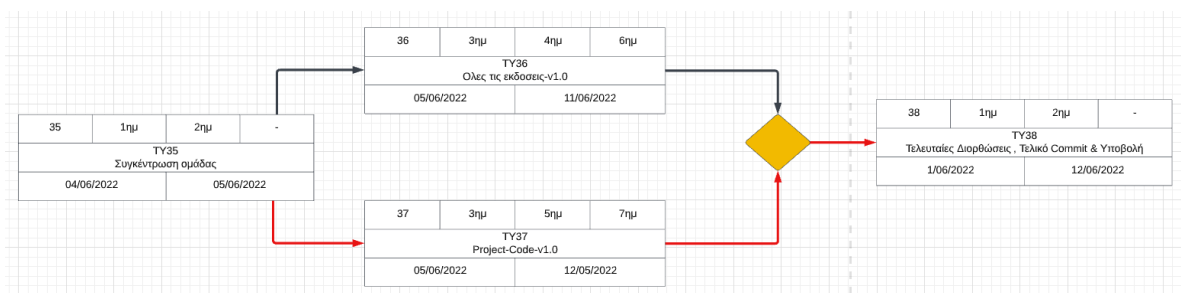 36 3ημ 4ημ 6ημ
ΤΥ36
Ολες τις εκδοσεις-v1.0
05/06/2022 11/06/2022
35 1ημ 2ημ -
ΤΥ35
Συγκέντρωση ομάδας
04/06/2022 05/06/2022
37 3ημ 5ημ 7ημ
ΤΥ37
Project-Code-v1.0
05/06/2022 12/05/2022
38 1ημ 2ημ -
ΤΥ38
Τελευταίες Διορθώσεις , Τελικό Commit & Υποβολή
1/06/2022 12/06/2022